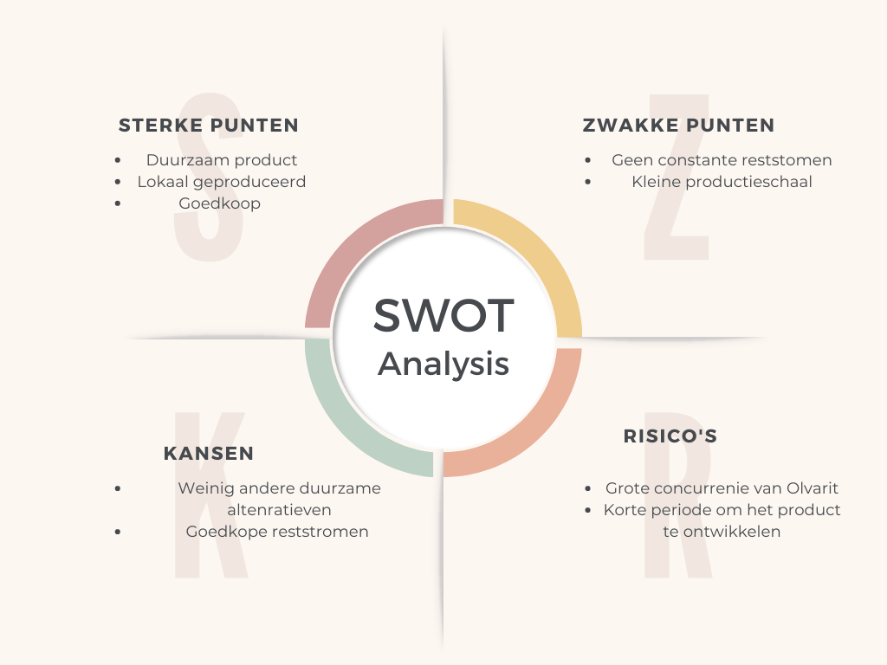 S
STERKE PUNTEN
• Duurzaam product
• Lokaal geproduceerd
• Goedkoop
Z
ZWAKKE PUNTEN
• Geen constante reststomen
• Kleine productieschaal
SWOT
Analysis
K
KANSEN
• Weinig andere duurzame
altenratieven
• Goedkope reststromen
R
RISICO'S
• Grote concurrenie van Olvarit
• Korte periode om het product
te ontwikkelen